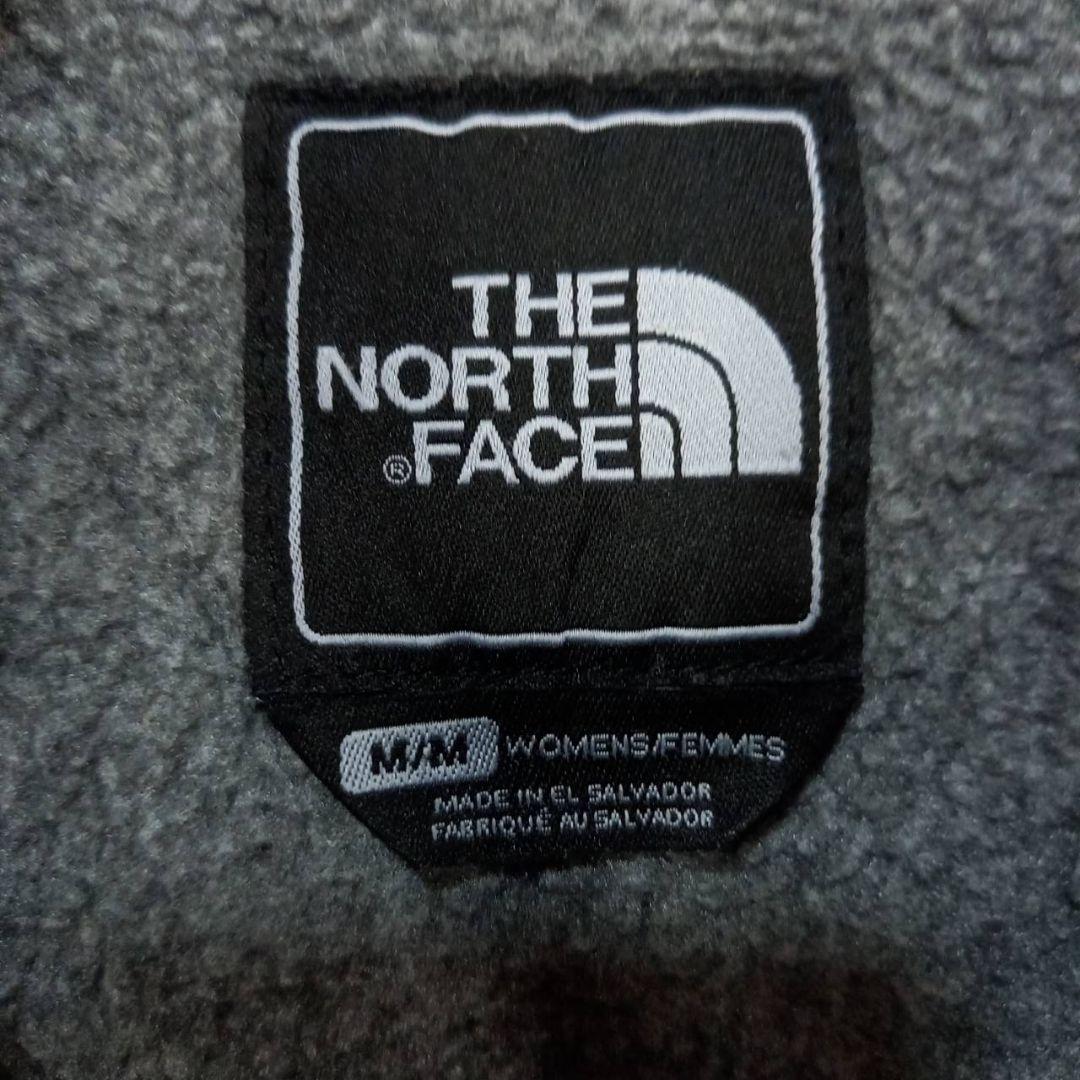 THE
NORTH
®FACE
M/M WOMENS/FEMMES
MADE IN EL SALVADOR
FABRIQUÉ AU SALVADOR